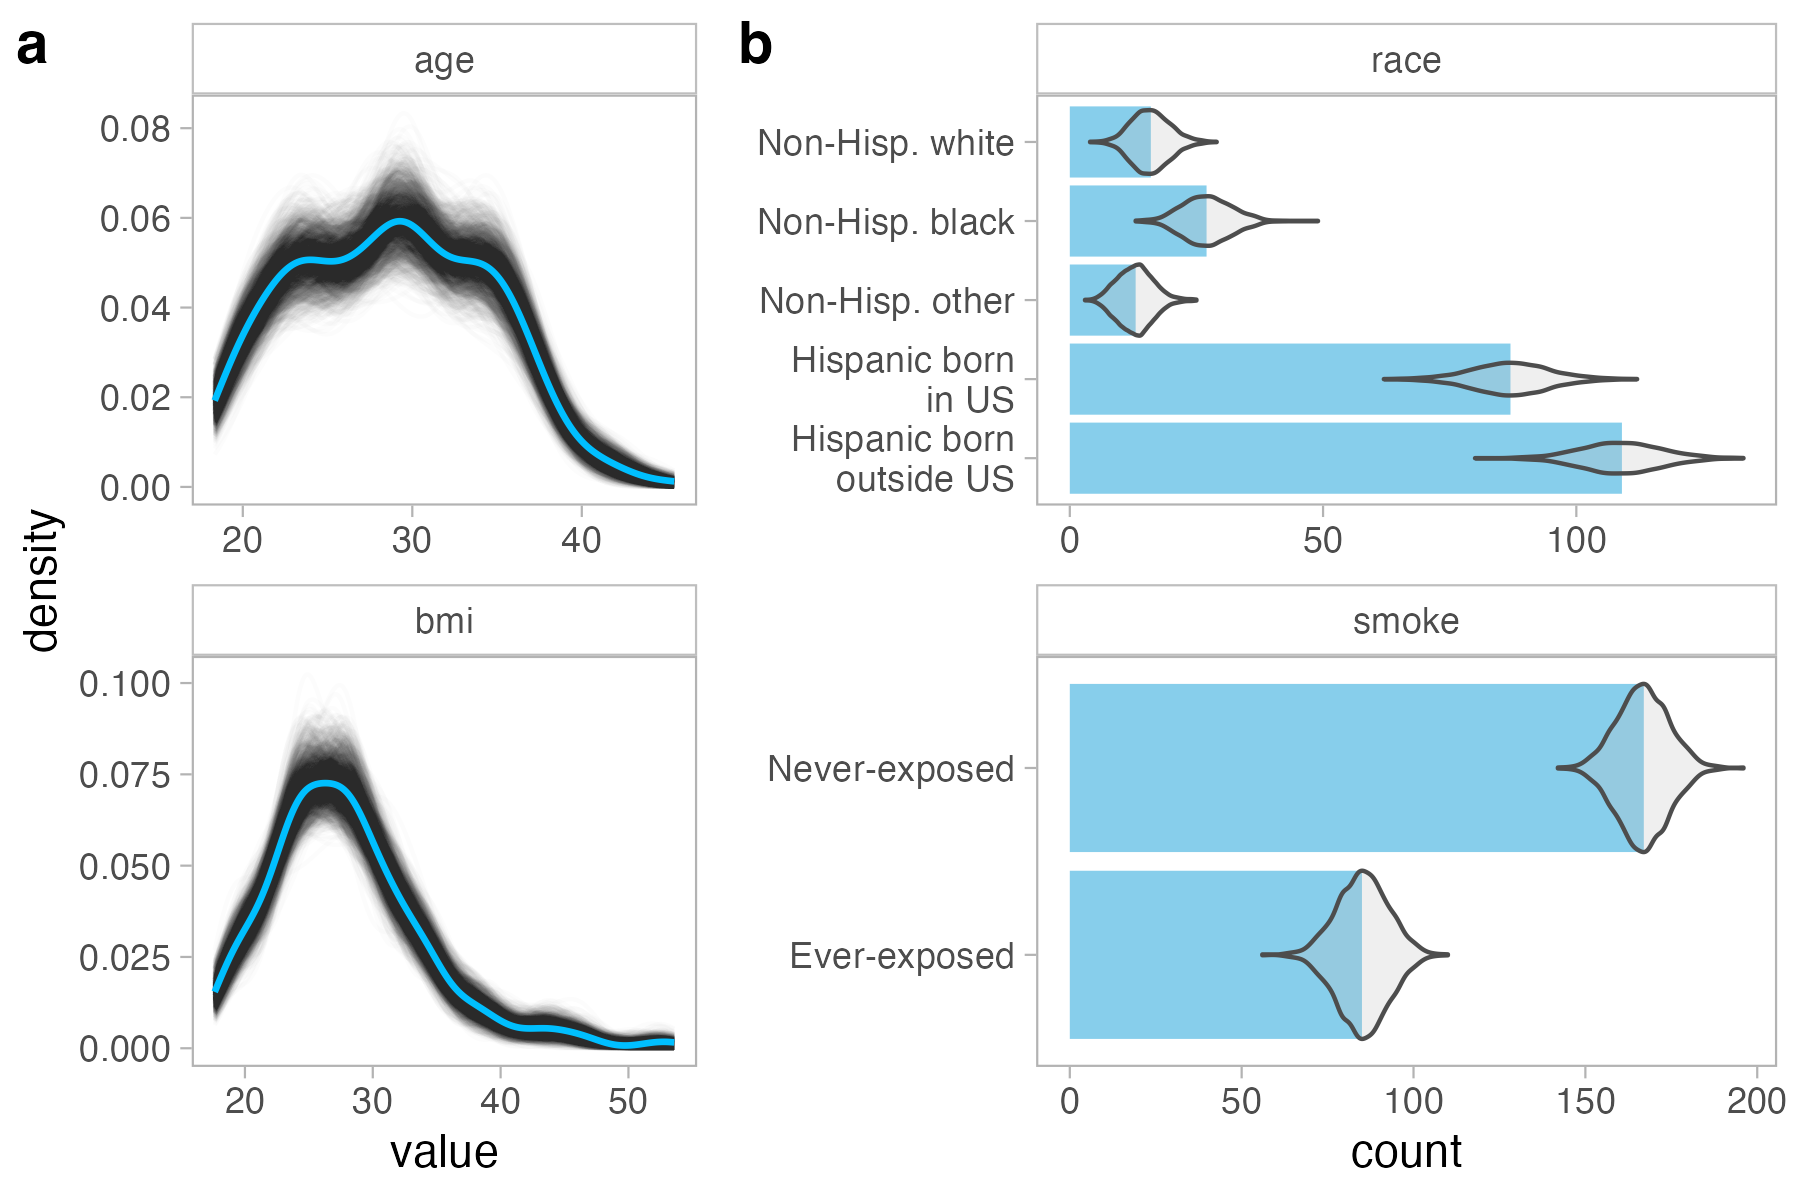 a
age
density
0.08
0.06
0.04
0.02
0.00
20 30 40
bmi
0.100
0.075
0.050
0.025
0.000
20 30 40 50
value
b
race
Non-Hisp. white
Non-Hisp. black
Non-Hisp. other
Hispanic born
in US
Hispanic born
outside US
0 50 100
smoke
Never-exposed
Ever-exposed
0 50 100 150 200
count